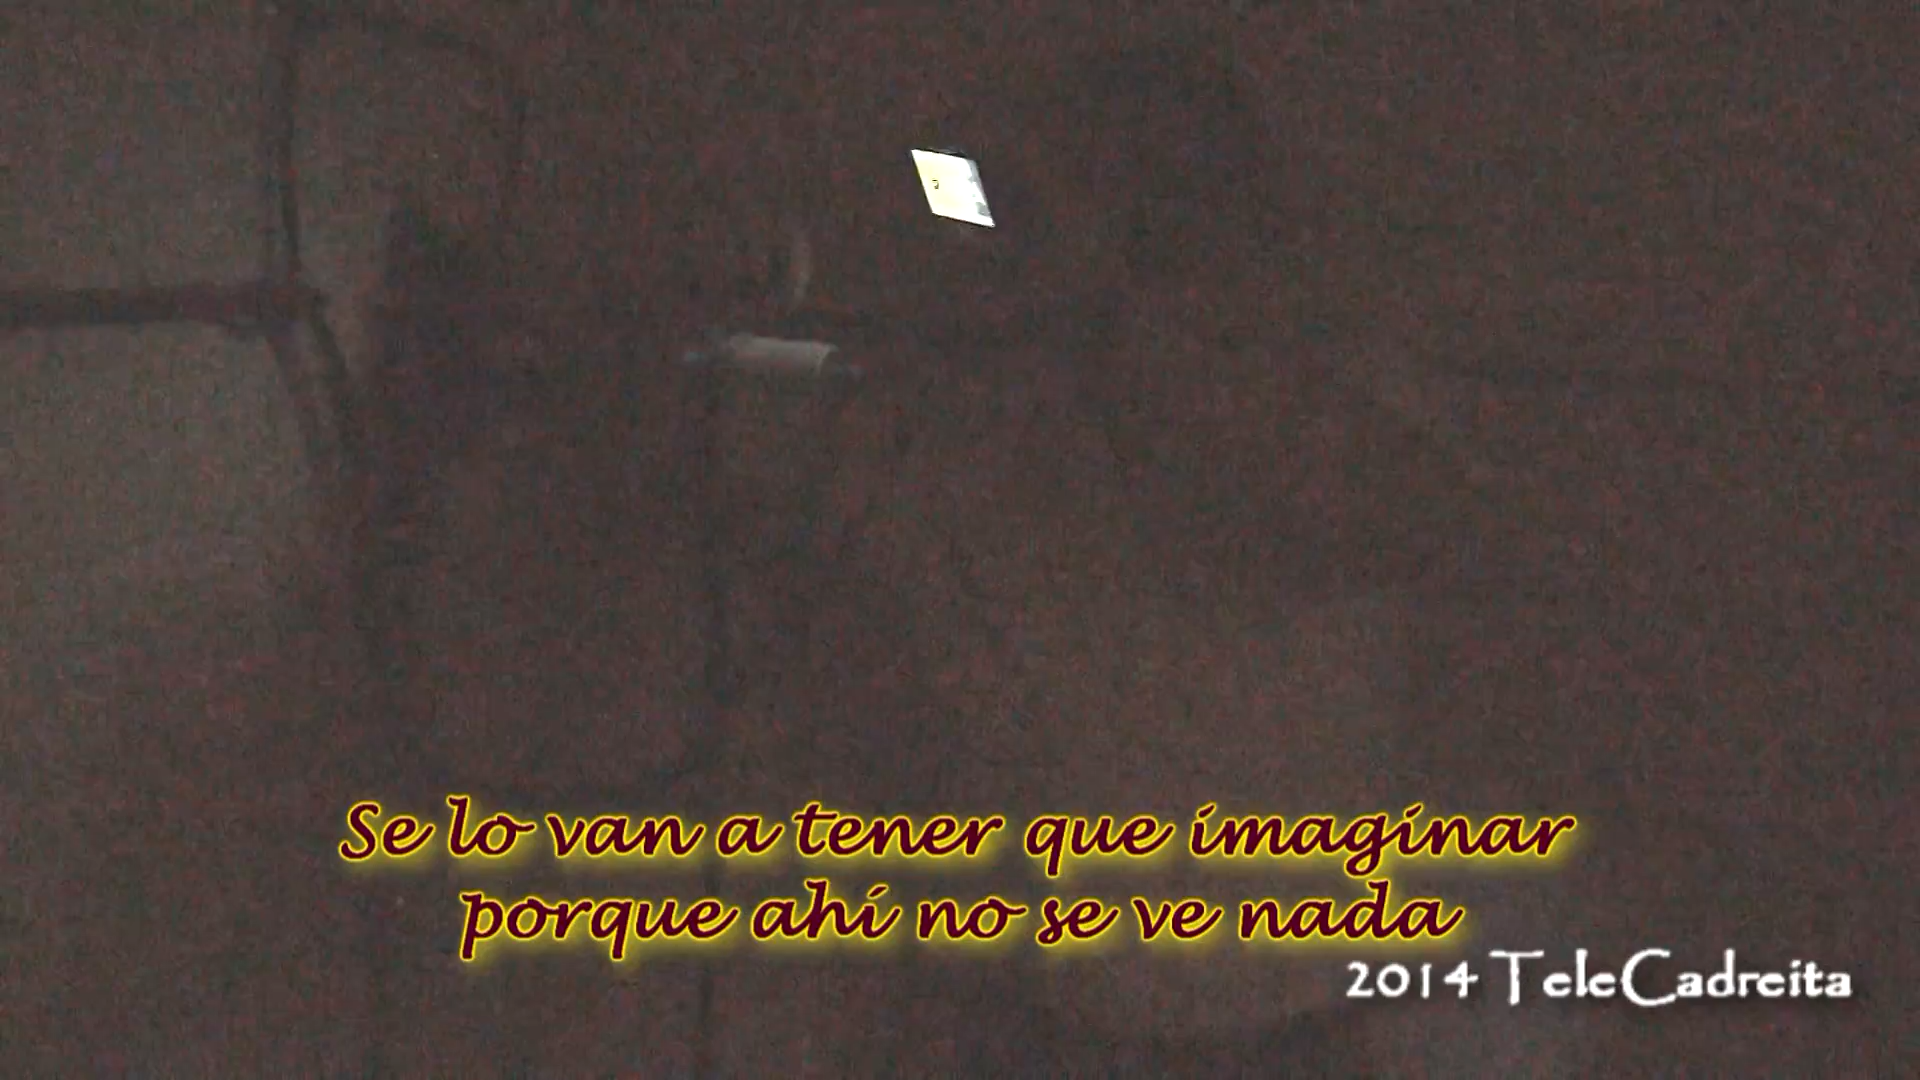 Se lo van a tener que imaginar
porque ahí no se ve nada
2014 TeleCadreita